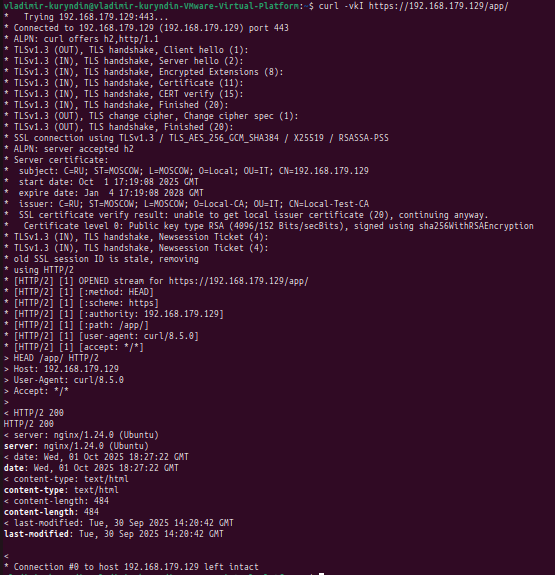 vladimir-kuryndin@vladimir-kuryndin-VMware-Virtual-Platform:~$ curl -vkI https://192.168.179.129/app/
*   Trying 192.168.179.129:443...
* Connected to 192.168.179.129 (192.168.179.129) port 443
* ALPN: curl offers h2,http/1.1
* TLSv1.3 (OUT), TLS handshake, Client hello (1):
* TLSv1.3 (IN), TLS handshake, Server hello (2):
* TLSv1.3 (IN), TLS handshake, Encrypted Extensions (8):
* TLSv1.3 (IN), TLS handshake, Certificate (11):
* TLSv1.3 (IN), TLS handshake, CERT verify (15):
* TLSv1.3 (IN), TLS handshake, Finished (20):
* TLSv1.3 (OUT), TLS change cipher, Change cipher spec (1):
* TLSv1.3 (OUT), TLS handshake, Finished (20):
* SSL connection using TLSv1.3 / TLS_AES_256_GCM_SHA384 / X25519 / RSASSA-PSS
* ALPN: server accepted h2
* Server certificate:
*  subject: C=RU; ST=MOSCOW; L=MOSCOW; O=Local; OU=IT; CN=192.168.179.129
*  start date: Oct  1 17:19:08 2025 GMT
*  expire date: Jan  4 17:19:08 2028 GMT
*  issuer: C=RU; ST=MOSCOW; L=MOSCOW; O=Local-CA; OU=IT; CN=Local-Test-CA
*  SSL certificate verify result: unable to get local issuer certificate (20), continuing anyway.
*   Certificate level 0: Public key type RSA (4096/152 Bits/secBits), signed using sha256WithRSAEncryption
* TLSv1.3 (IN), TLS handshake, Newsession Ticket (4):
* TLSv1.3 (IN), TLS handshake, Newsession Ticket (4):
* old SSL session ID is stale, removing
* using HTTP/2
* [HTTP/2] [1] OPENED stream for https://192.168.179.129/app/
* [HTTP/2] [1] [:method: HEAD]
* [HTTP/2] [1] [:scheme: https]
* [HTTP/2] [1] [:authority: 192.168.179.129]
* [HTTP/2] [1] [:path: /app/]
* [HTTP/2] [1] [user-agent: curl/8.5.0]
* [HTTP/2] [1] [accept: */*]
> HEAD /app/ HTTP/2
> Host: 192.168.179.129
> User-Agent: curl/8.5.0
> Accept: */*
>
< HTTP/2 200
HTTP/2 200
< server: nginx/1.24.0 (Ubuntu)
server: nginx/1.24.0 (Ubuntu)
< date: Wed, 01 Oct 2025 18:27:22 GMT
date: Wed, 01 Oct 2025 18:27:22 GMT
< content-type: text/html
content-type: text/html
< content-length: 484
content-length: 484
< last-modified: Tue, 30 Sep 2025 14:20:42 GMT
last-modified: Tue, 30 Sep 2025 14:20:42 GMT

<
* Connection #0 to host 192.168.179.129 left intact